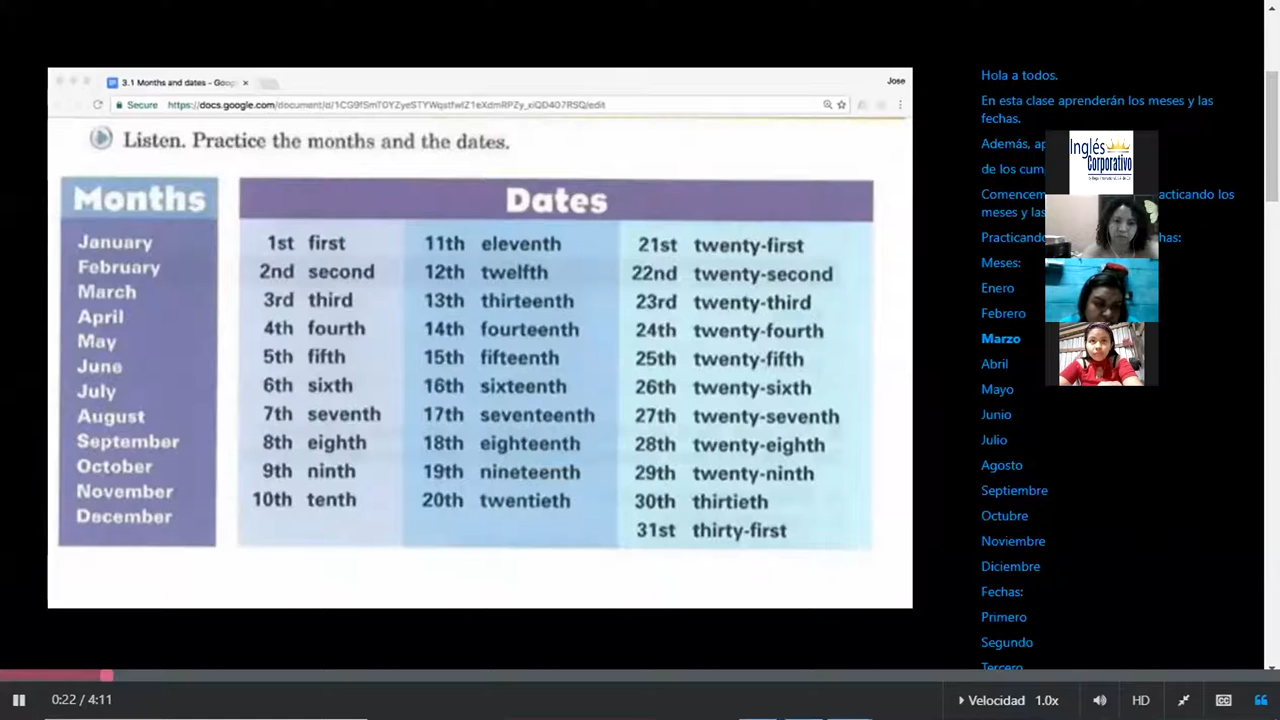 3.1 Months and dates - Goog
Jose
Secure
Listen. Practice the months and the dates.
Months
January
February
March
April
May
June
July
August
September
October
November
December
Dates
1st first
2nd second
3rd third
4th fourth
5th fifth
6th sixth
7th seventh
8th eighth
9th ninth
10th tenth
11th eleventh
12th twelfth
13th thirteenth
14th fourteenth
15th fifteenth
16th sixteenth
17th seventeenth
18th eighteenth
19th nineteenth
20th twentieth
21st twenty-first
22nd twenty-second
23rd twenty-third
24th twenty-fourth
25th twenty-fifth
26th twenty-sixth
27th twenty-seventh
28th twenty-eighth
29th twenty-ninth
30th thirtieth
31st thirty-first
Hola a todos.
En esta clase aprenderán los meses y las
fechas.
Además, ap
de los cum
Comencem acticando los
meses y las
Practicando has:
Meses:
Enero
Febrero
Marzo
Abril
Mayo
Junio
Julio
Agosto
Septiembre
Octubre
Noviembre
Diciembre
Fechas:
Primero
Segundo
Tercero
Inglés
Corporativo
0:22 / 4:11
Velocidad 1.0x
HD